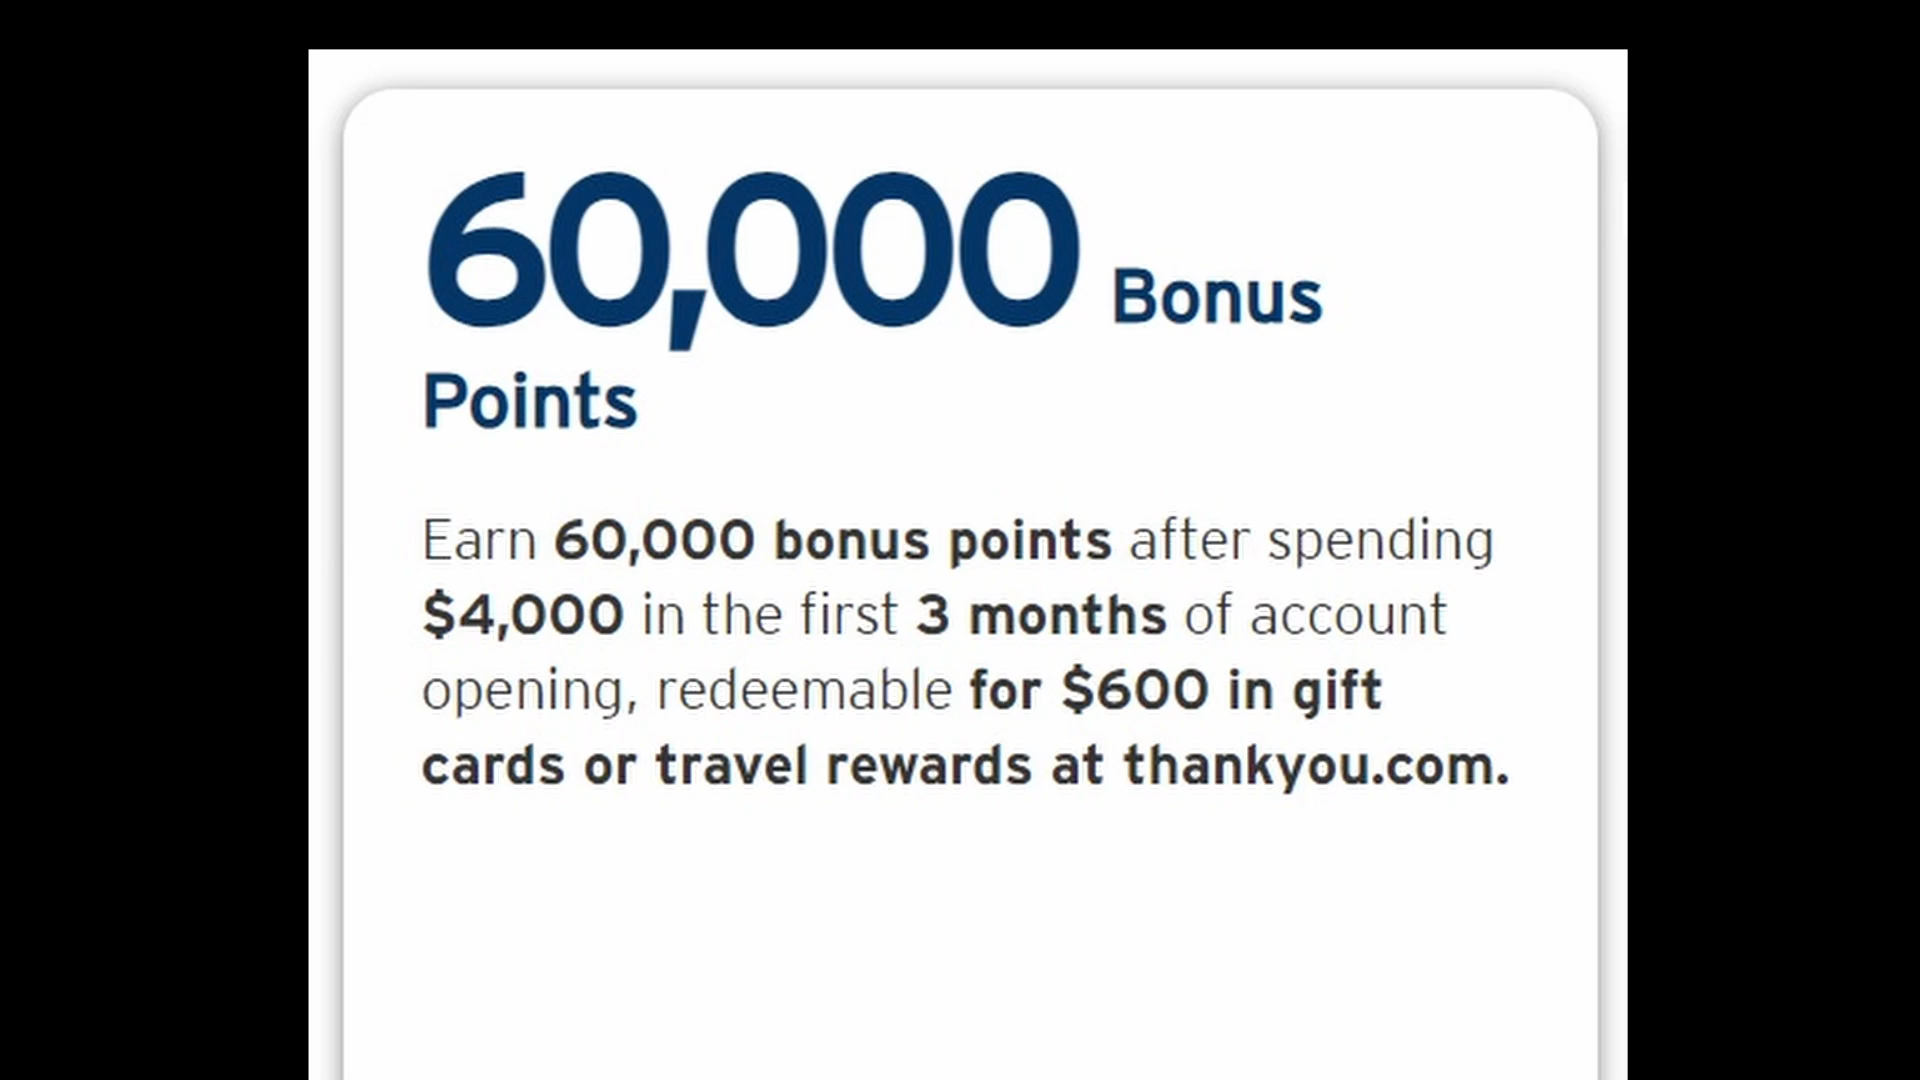 60,000 Bonus
Points
Earn 60,000 bonus points after spending
$4,000 in the first 3 months of account
opening, redeemable for $600 in gift
cards or travel rewards at thankyou.com.